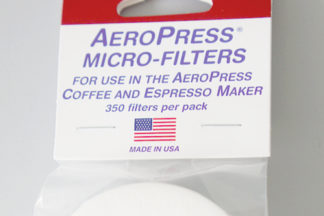 AEROPRESS®
MICRO-FILTERS
FOR USE IN THE AEROPRESS
COFFEE AND ESPRESSO MAKER
350 filters per pack
MADE IN USA